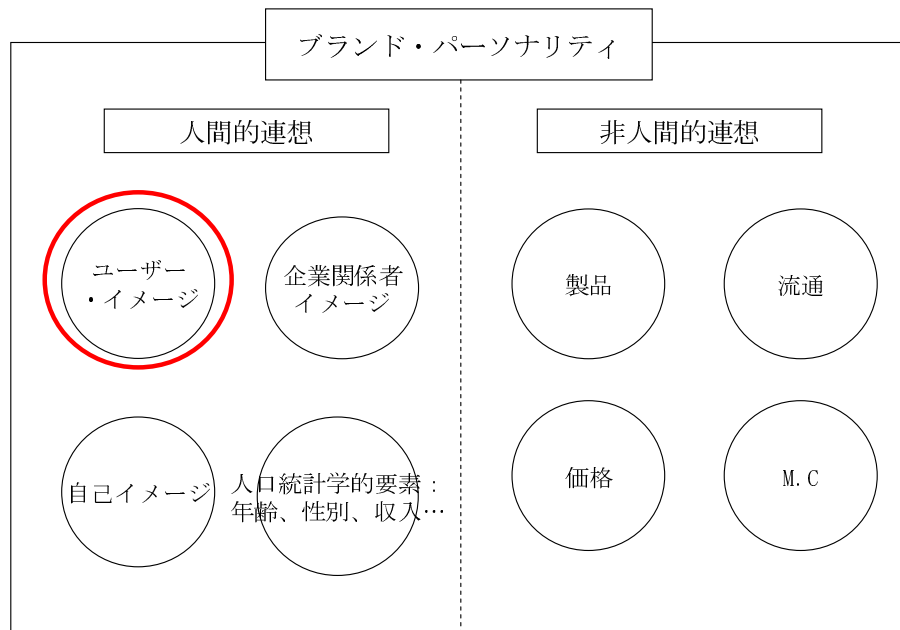 ブランド・パーソナリティ
人間的連想
非人間的連想
ユーザー
・イメージ
企業関係者
イメージ
製品
流通
自己イメージ
人口統計学的要素：
年齢、性別、収入…
価格
M.C